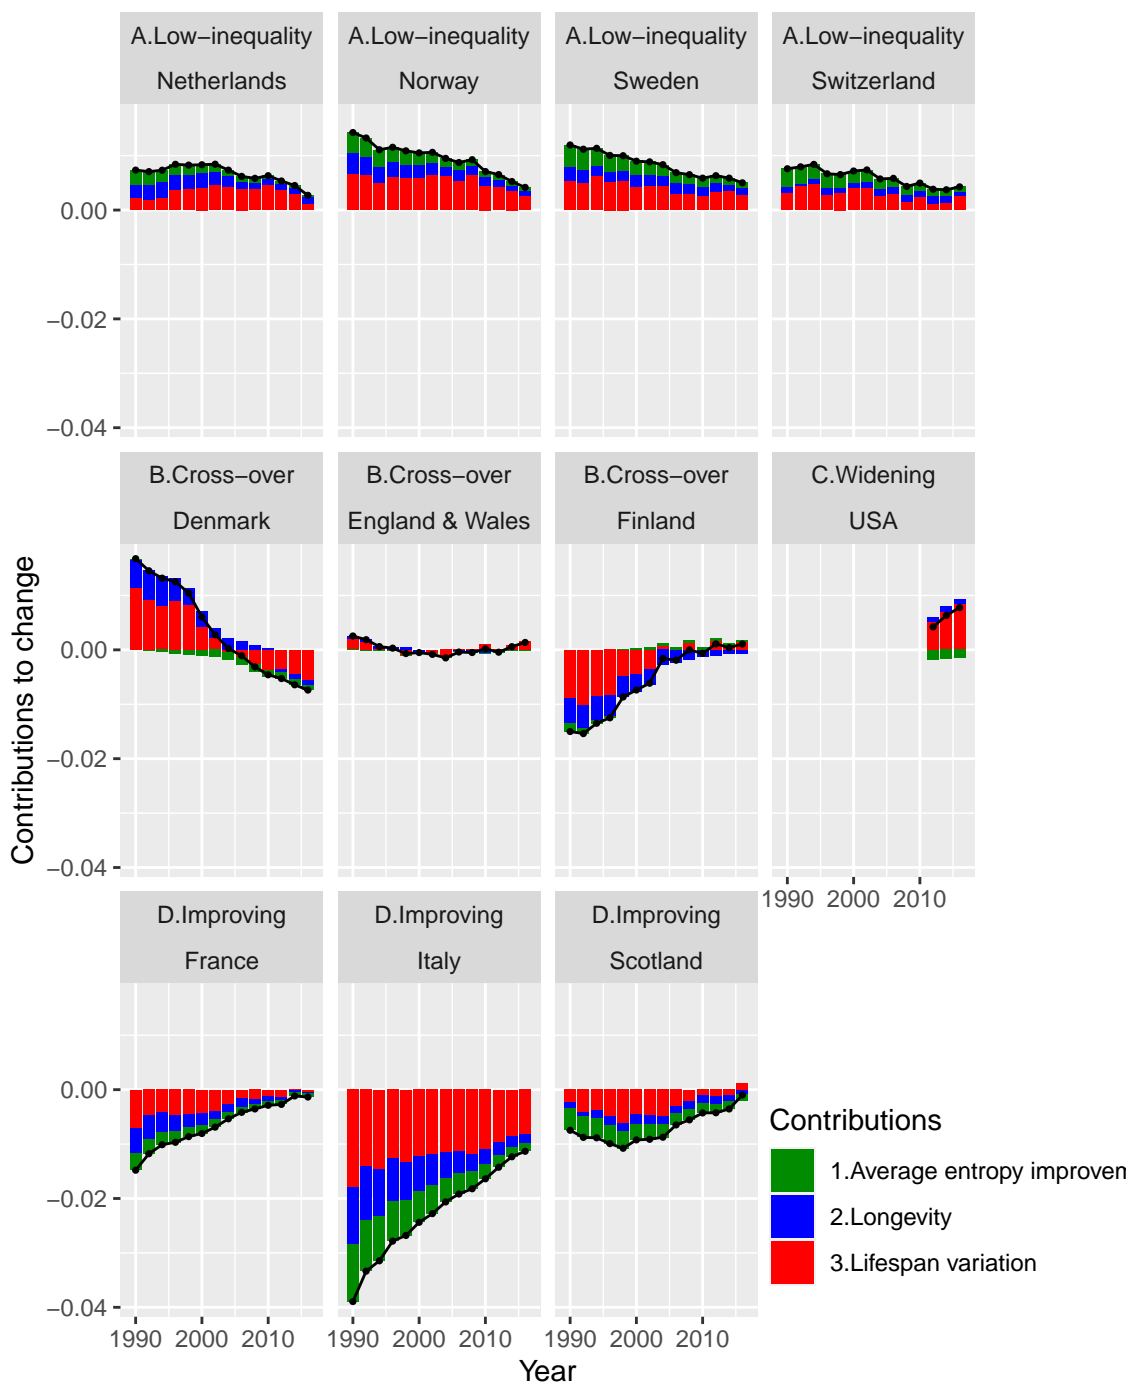 A.Low−inequality
Netherlands
A.Low−inequality
Norway
A.Low−inequality
Sweden
A.Low−inequality
Switzerland
0.00
−0.02
−0.04
B.Cross−over
Denmark
B.Cross−over
England & Wales
B.Cross−over
Finland
C.Widening
USA
0.00
−0.02
−0.04
1990 2000 2010
D.Improving
France
D.Improving
Italy
D.Improving
Scotland
0.00
−0.02
−0.04
1990 2000 2010
1990 2000 2010
1990 2000 2010
Year
Contributions to change
Contributions
1.Average entropy improvem
2.Longevity
3.Lifespan variation